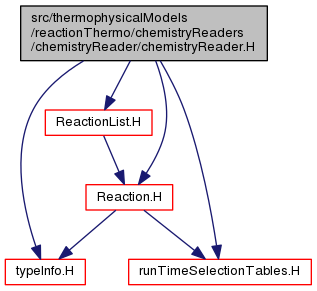 src/thermophysicalModels
/reactionThermo/chemistryReaders
/chemistryReader/chemistryReader.H
ReactionList.H
Reaction.H
typeInfo.H
runTimeSelectionTables.H